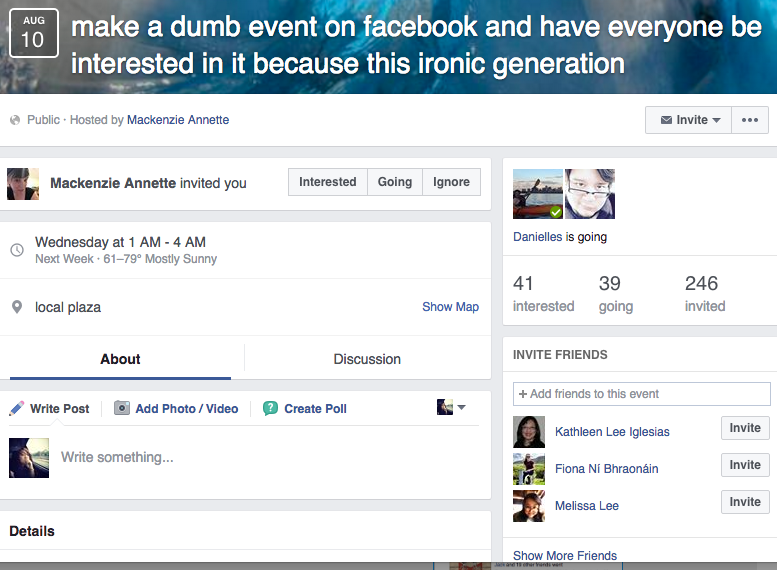 AUG
10
make a dumb event on facebook and have everyone be
interested in it because this ironic generation
Public · Hosted by Mackenzie Annette
Invite
Mackenzie Annette invited you
Interested
Going
Ignore
Wednesday at 1 AM - 4 AM
Next Week · 61–79° Mostly Sunny
local plaza
Show Map
About
Discussion
Write Post
Add Photo / Video
Create Poll
Write something...
Details
Danielles is going
41
39
246
interested
going
invited
INVITE FRIENDS
+ Add friends to this event
Kathleen Lee Iglesias
Invite
Fiona Ní Bhraonáin
Invite
Melissa Lee
Invite
Show More Friends